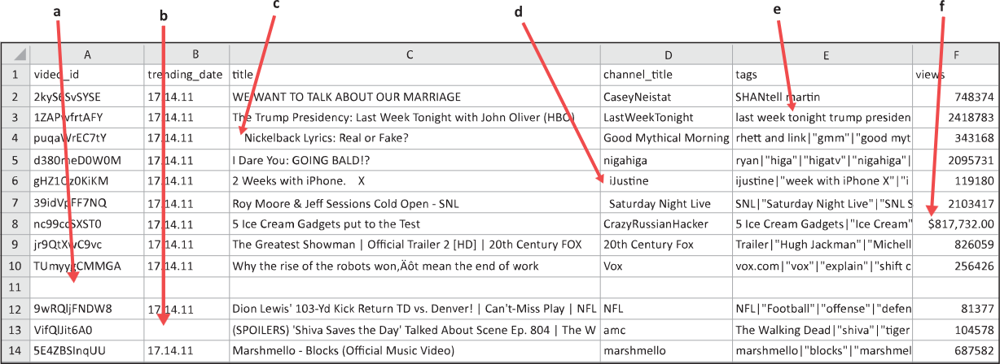 a b c d e f
A B C D E F
1 video_id trending_date title channel_title tags views
2 2kyS6SvSYSE 17.14.11 WE WANT TO TALK ABOUT OUR MARRIAGE CaseyNeistat SHANtell martin 748374
3 17.14.11 The Trump Presidency: Last Week Tonight with John Oliver (HBO) LastWeekTonight last week tonight trump presiden 2418783
4 puqaWrEC7tY 17.14.11 Nickelback Lyrics: Real or Fake? Good Mythical Morning rhett and link|"gmm"|"good myt 343168
5 d380meD0W0M 17.14.11 I Dare You: GOING BALD!? nigahiga ryan|"higa"|"higatv"|"nigahiga"| 2095731
6 gHZ1Qz0KiKM 17.14.11 2 Weeks with iPhone. X iJustine ijustine|"week with iPhone X"|"i 119180
7 39idVpFF7NQ 17.14.11 Roy Moore & Jeff Sessions Cold Open - SNL Saturday Night Live SNL|"Saturday Night Live"|"SNL S 2103417
8 nc99ccSXST0 17.14.11 5 Ice Cream Gadgets put to the Test CrazyRussianHacker 5 Ice Cream Gadgets|"Ice Cream" $817,732.00
9 jr9QtXwC9vc 17.14.11 The Greatest Showman | Official Trailer 2 [HD] | 20th Century FOX 20th Century Fox Trailer|"Hugh Jackman"|"Michell 826059
10 TUmyygCMMGA 17.14.11 Why the rise of the robots won‚Äôt mean the end of work Vox vox.com|"vox"|"explain"|"shift c 256426
11
12 9wRQljFNDW8 17.14.11 Dion Lewis' 103-Yd Kick Return TD vs. Denver! | Can't-Miss Play | NFL NFL NFL|"Football"|"offense"|"defen 81377
13 VifQlJit6A0 (SPOILERS) 'Shiva Saves the Day' Talked About Scene Ep. 804 | The W amc The Walking Dead|"shiva"|"tiger 104578
14 5E4ZBSInqUU 17.14.11 Marshmello - Blocks (Official Music Video) marshmello marshmello|"blocks"|"marshmel 687582